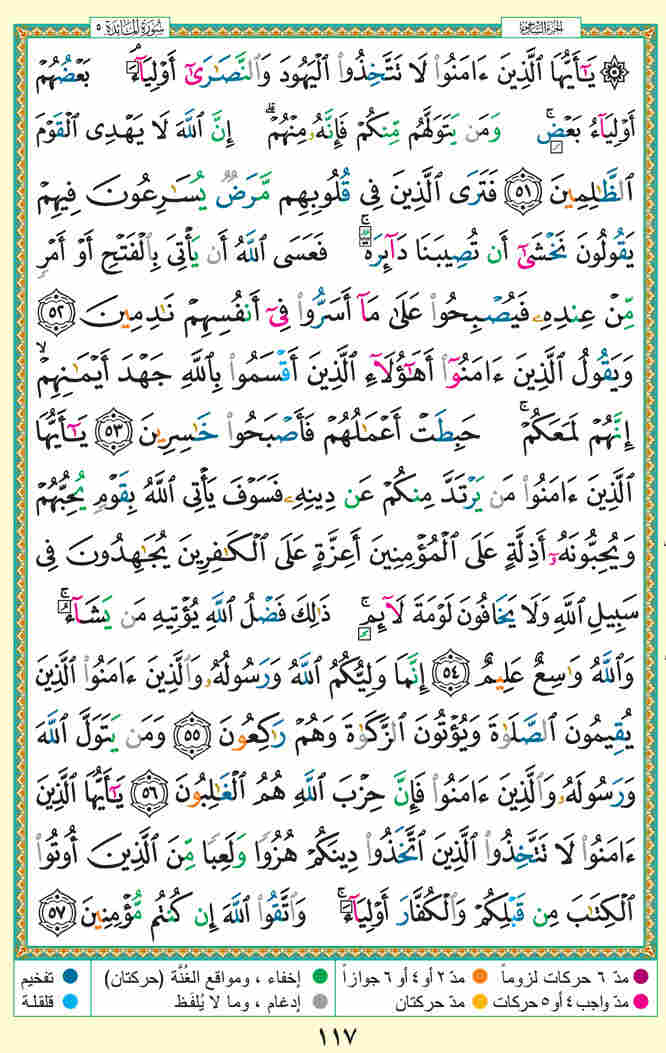 سُورَةُ المَائدة ٥ الجزء السادس
۞ يَـٰٓأَيُّهَا ٱلَّذِينَ ءَامَنُوا۟ لَا تَتَّخِذُوا۟ ٱلْيَهُودَ وَٱلنَّصَـٰرَىٰٓ أَوْلِيَآءَ ۘ بَعْضُهُمْ
أَوْلِيَآءُ بَعْضٍ ۚ وَمَن يَتَوَلَّهُم مِّنكُمْ فَإِنَّهُۥ مِنْهُمْ ۗ إِنَّ ٱللَّهَ لَا يَهْدِى ٱلْقَوْمَ
ٱلظَّـٰلِمِينَ ٥١ فَتَرَى ٱلَّذِينَ فِى قُلُوبِهِم مَّرَضٌ يُسَـٰرِعُونَ فِيهِمْ
يَقُولُونَ نَخْشَىٰٓ أَن تُصِيبَنَا دَآئِرَةٌ ۚ فَعَسَى ٱللَّهُ أَن يَأْتِىَ بِٱلْفَتْحِ أَوْ أَمْرٍ
مِّنْ عِندِهِۦ فَيُصْبِحُوا۟ عَلَىٰ مَآ أَسَرُّوا۟ فِىٓ أَنفُسِهِمْ نَـٰدِمِينَ ٥٢
وَيَقُولُ ٱلَّذِينَ ءَامَنُوٓا۟ أَهَـٰٓؤُلَآءِ ٱلَّذِينَ أَقْسَمُوا۟ بِٱللَّهِ جَهْدَ أَيْمَـٰنِهِمْ ۙ
إِنَّهُمْ لَمَعَكُمْ ۚ حَبِطَتْ أَعْمَـٰلُهُمْ فَأَصْبَحُوا۟ خَـٰسِرِينَ ٥٣ يَـٰٓأَيُّهَا
ٱلَّذِينَ ءَامَنُوا۟ مَن يَرْتَدَّ مِنكُمْ عَن دِينِهِۦ فَسَوْفَ يَأْتِى ٱللَّهُ بِقَوْمٍ يُحِبُّهُمْ
وَيُحِبُّونَهُۥٓ أَذِلَّةٍ عَلَى ٱلْمُؤْمِنِينَ أَعِزَّةٍ عَلَى ٱلْكَـٰفِرِينَ يُجَـٰهِدُونَ فِى
سَبِيلِ ٱللَّهِ وَلَا يَخَافُونَ لَوْمَةَ لَآئِمٍ ۚ ذَٰلِكَ فَضْلُ ٱللَّهِ يُؤْتِيهِ مَن يَشَآءُ ۚ
وَٱللَّهُ وَٰسِعٌ عَلِيمٌ ٥٤ إِنَّمَا وَلِيُّكُمُ ٱللَّهُ وَرَسُولُهُۥ وَٱلَّذِينَ ءَامَنُوا۟ ٱلَّذِينَ
يُقِيمُونَ ٱلصَّلَوٰةَ وَيُؤْتُونَ ٱلزَّكَوٰةَ وَهُمْ رَٰكِعُونَ ٥٥ وَمَن يَتَوَلَّ ٱللَّهَ
وَرَسُولَهُۥ وَٱلَّذِينَ ءَامَنُوا۟ فَإِنَّ حِزْبَ ٱللَّهِ هُمُ ٱلْغَـٰلِبُونَ ٥٦ يَـٰٓأَيُّهَا ٱلَّذِينَ
ءَامَنُوا۟ لَا تَتَّخِذُوا۟ ٱلَّذِينَ ٱتَّخَذُوا۟ دِينَكُمْ هُزُوًا وَلَعِبًا مِّنَ ٱلَّذِينَ أُوتُوا۟
ٱلْكِتَـٰبَ مِن قَبْلِكُمْ وَٱلْكُفَّارَ أَوْلِيَآءَ ۚ وَٱتَّقُوا۟ ٱللَّهَ إِن كُنتُم مُّؤْمِنِينَ ٥٧
مدّ ٦ حركات لزوماً مدّ ٢ أو ٤ أو ٦ جوازاً إخفاء ، ومواقع الغُنَّة (حركتان) تفخيم
مدّ واجب ٤ أو ٥ حركات مدّ حركتان إدغام ، وما لا يُلفَظ قلقلة
١١٧